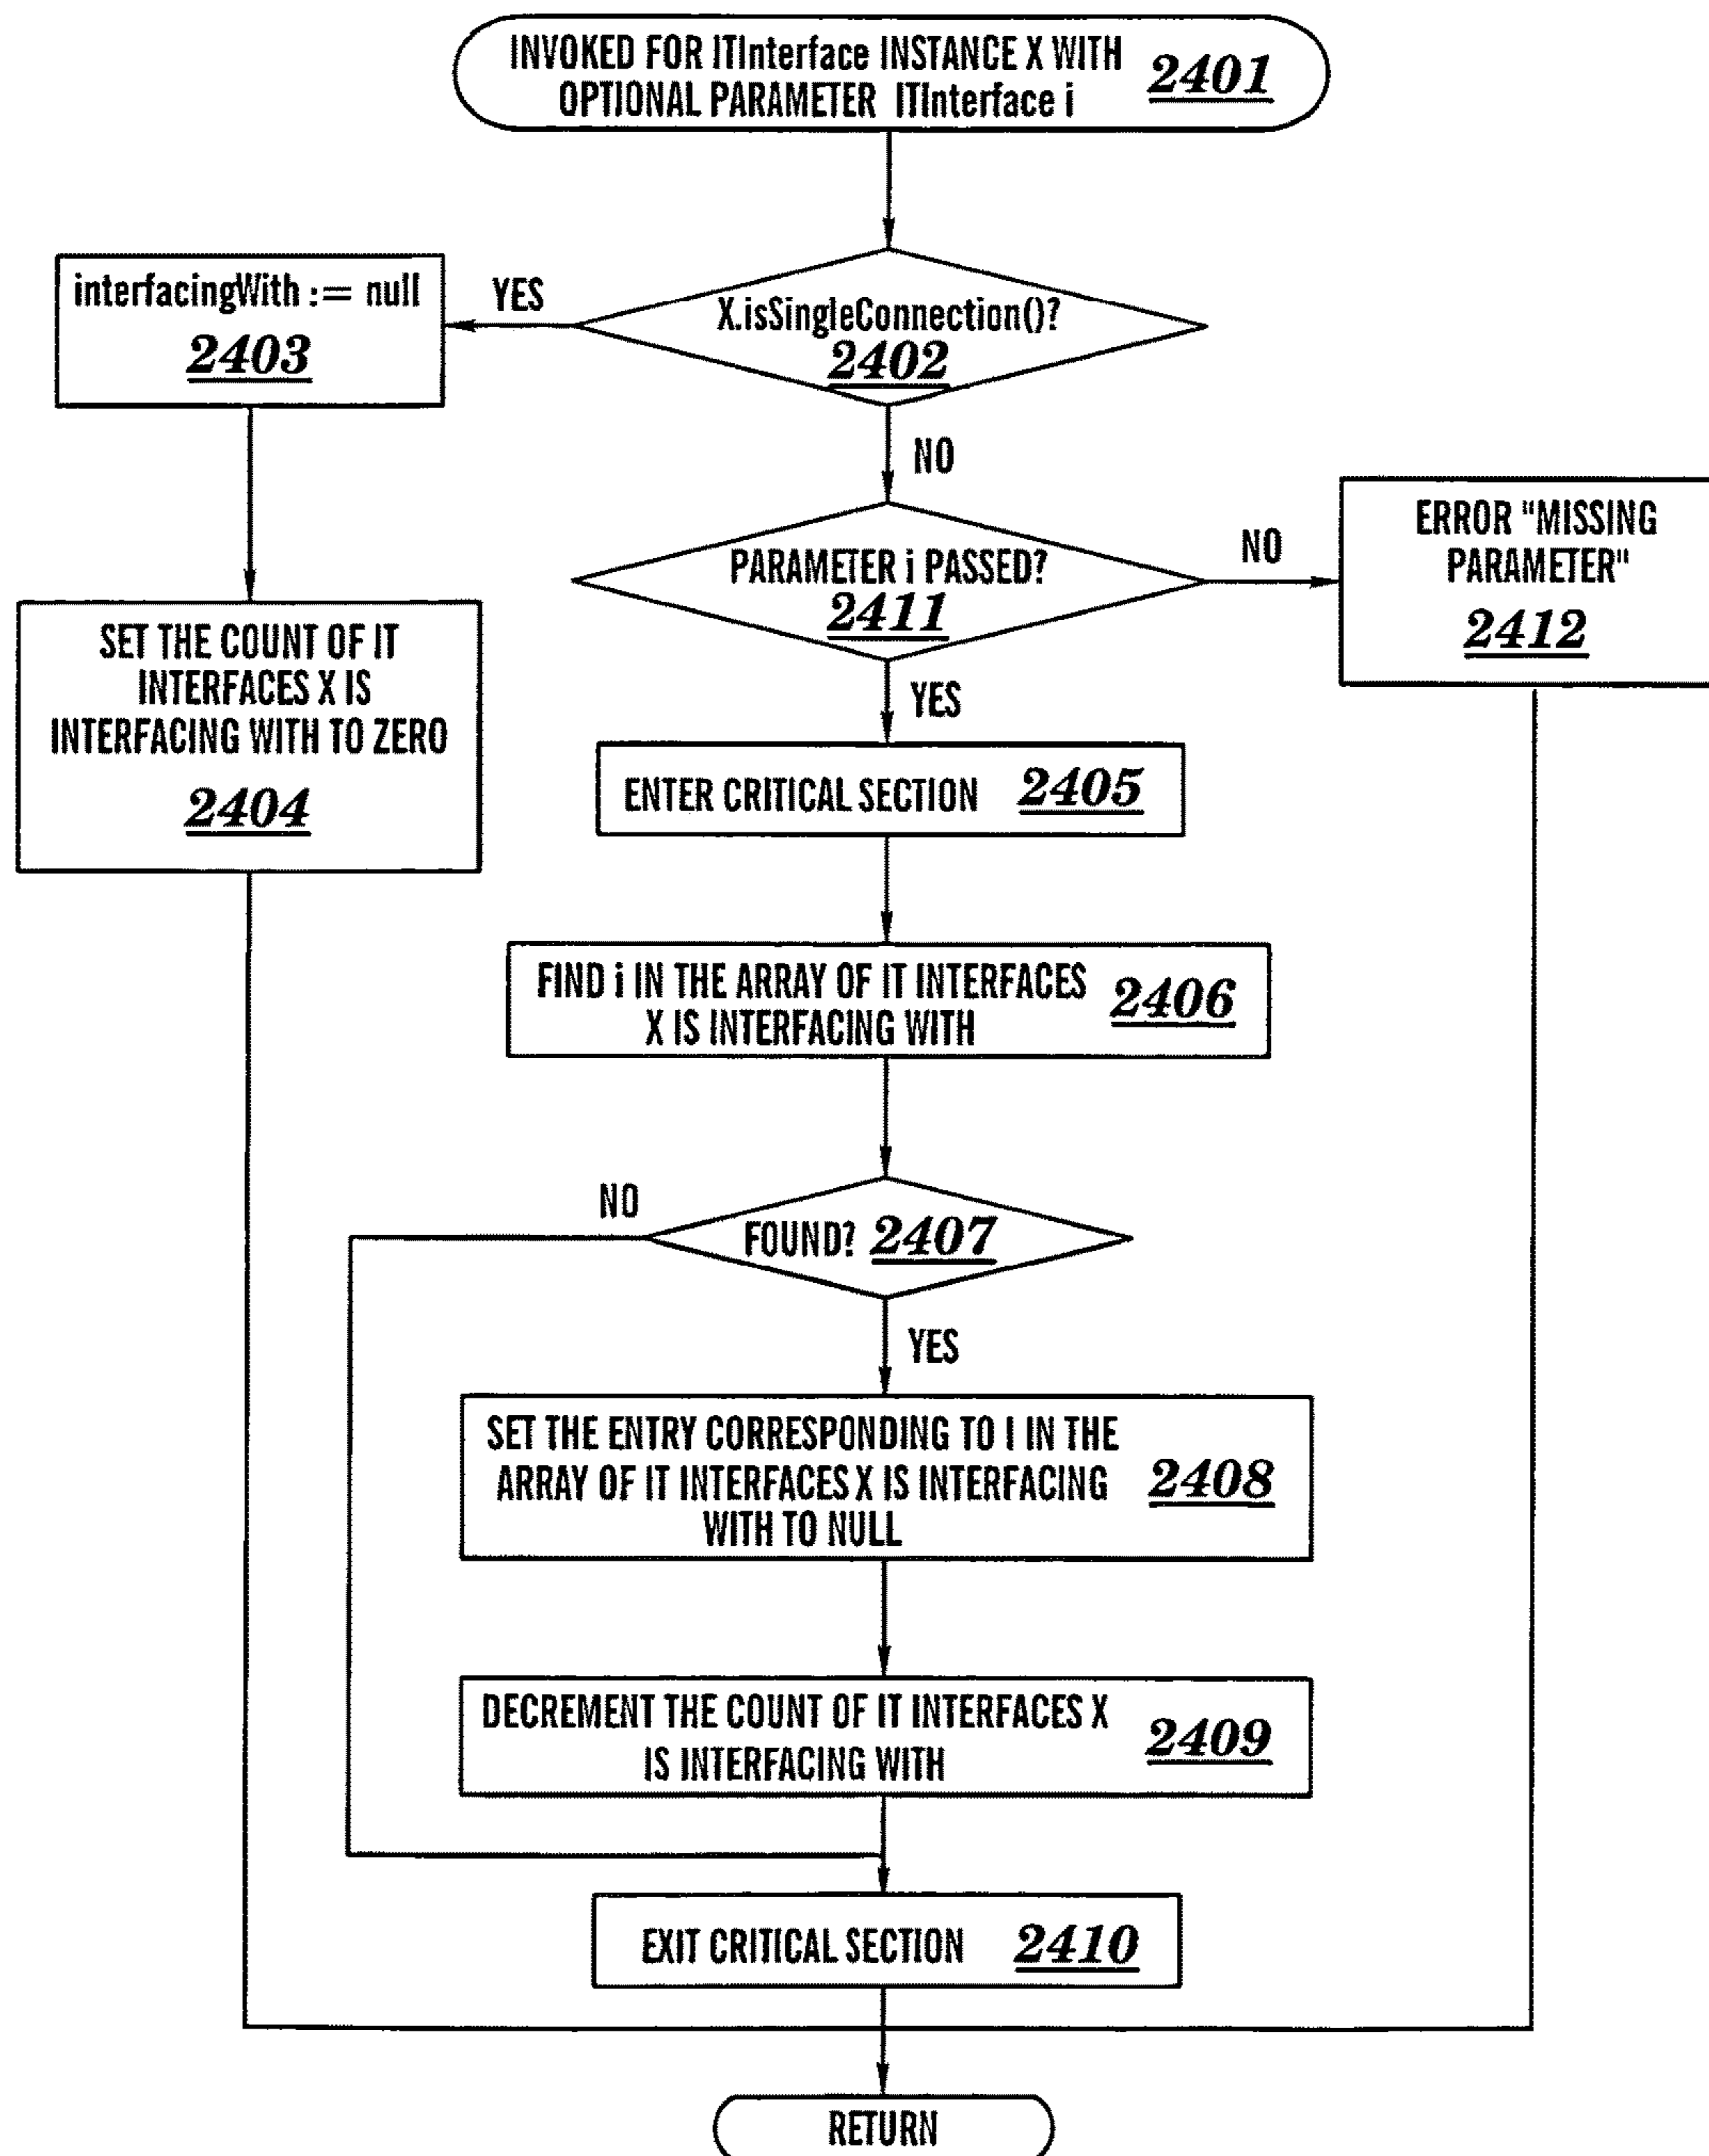 INVOKED FOR ITInterface INSTANCE X WITH
OPTIONAL PARAMETER ITInterface i
2401
interfacingWith := null
2403
YES
X.isSingleConnection()?
2402
NO
PARAMETER i PASSED?
2411
NO
ERROR "MISSING
PARAMETER"
2412
SET THE COUNT OF IT
INTERFACES X IS
INTERFACING WITH TO ZERO
2404
YES
ENTER CRITICAL SECTION 2405
FIND i IN THE ARRAY OF IT INTERFACES
X IS INTERFACING WITH
2406
NO
FOUND? 2407
YES
SET THE ENTRY CORRESPONDING TO I IN THE
ARRAY OF IT INTERFACES X IS INTERFACING
WITH TO NULL
2408
DECREMENT THE COUNT OF IT INTERFACES X
IS INTERFACING WITH
2409
EXIT CRITICAL SECTION 2410
RETURN